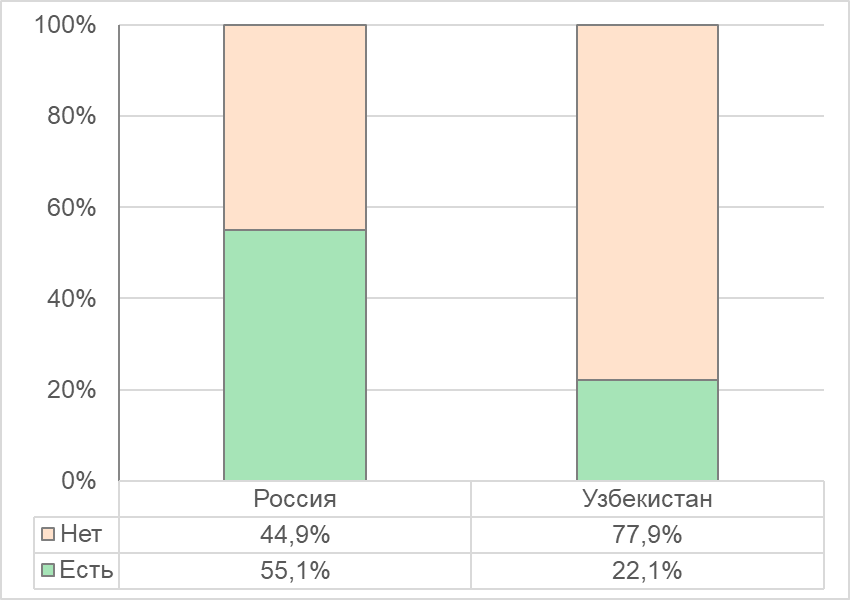 100%
80%
60%
40%
20%
0%
Россия Узбекистан
Нет 44,9% 77,9%
Есть 55,1% 22,1%